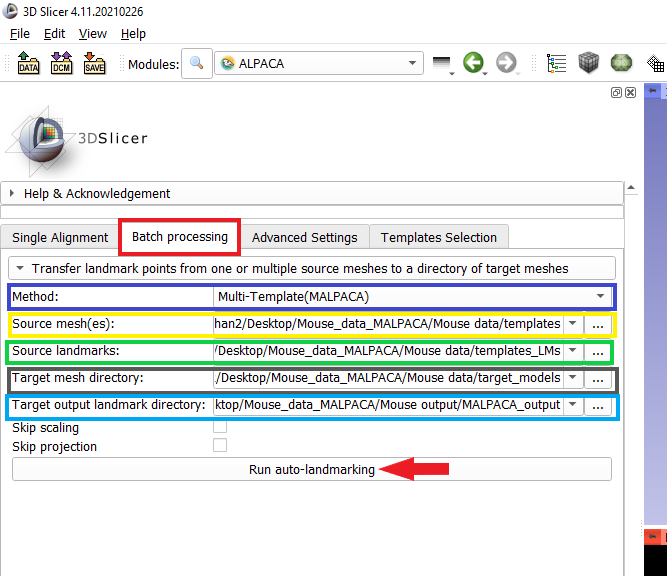 3D Slicer 4.11.20210226
File Edit View Help
DATA DCM SAVE Modules: ALPACA
3DSlicer
Help & Acknowledgement
Single Alignment Batch processing Advanced Settings Templates Selection
Transfer landmark points from one or multiple source meshes to a directory of target meshes
Method: Multi-Template(MALPACA)
Source mesh(es): han2/Desktop/Mouse_data_MALPACA/Mouse data/templates ...
Source landmarks: /Desktop/Mouse_data_MALPACA/Mouse data/templates_LMs ...
Target mesh directory: /Desktop/Mouse_data_MALPACA/Mouse data/target_models ...
Target output landmark directory: ktop/Mouse_data_MALPACA/Mouse output/MALPACA_output ...
Skip scaling
Skip projection
Run auto-landmarking